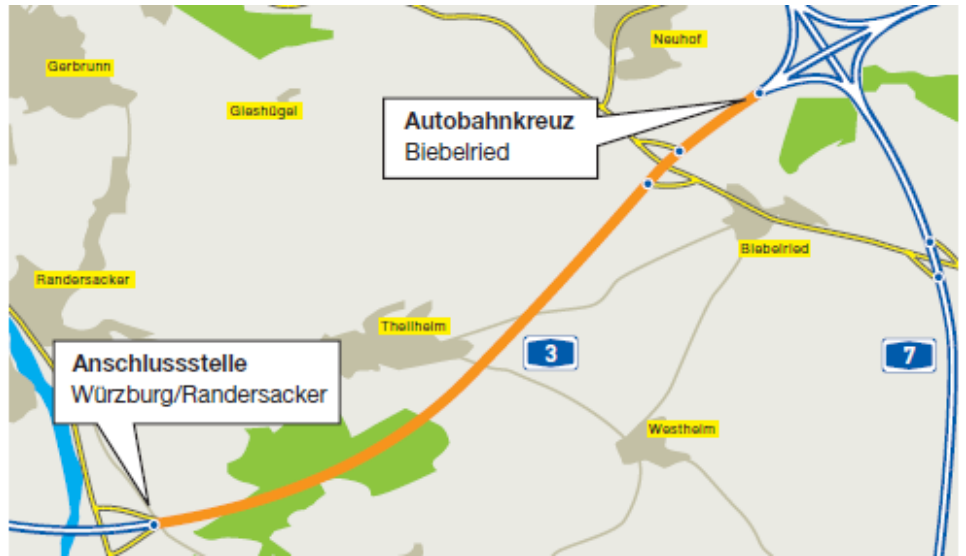 Neuhof
Gerbrunn
Gieshügel
Autobahnkreuz
Biebelried
Biebelried
Randersacker
Theilheim
3
7
Anschlussstelle
Würzburg/Randersacker
Westheim